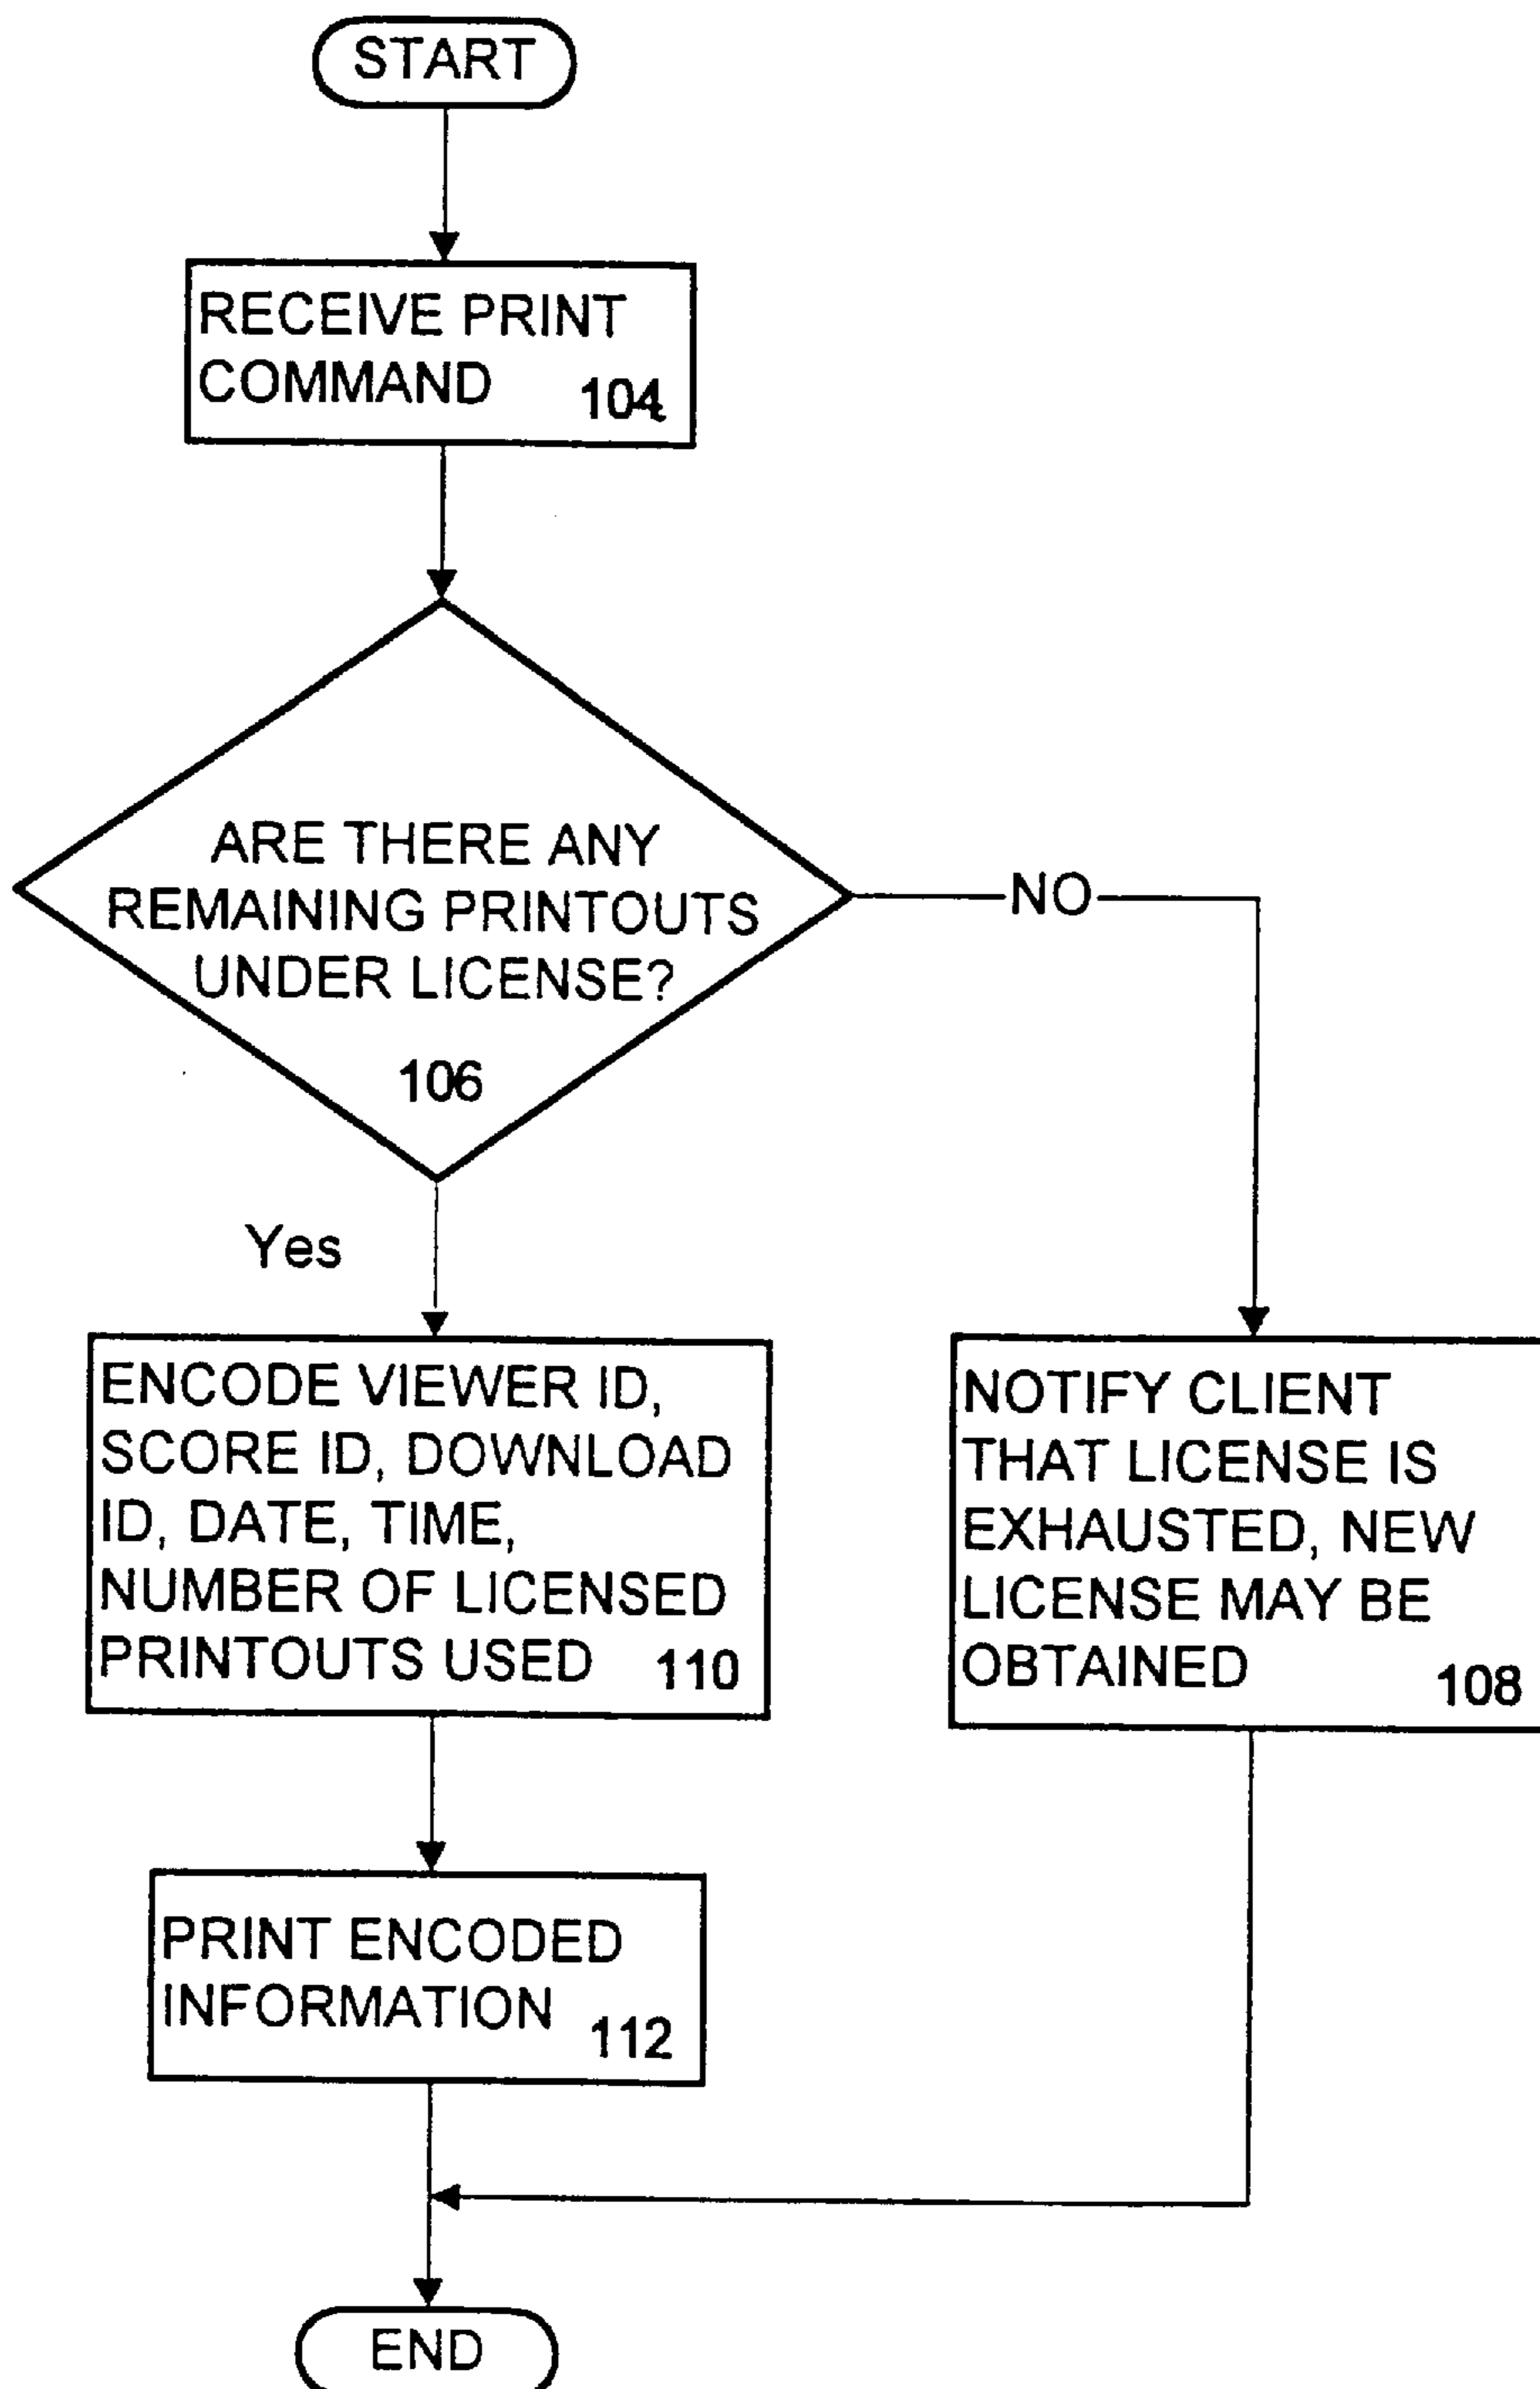 START
RECEIVE PRINT
COMMAND 104
ARE THERE ANY
REMAINING PRINTOUTS
UNDER LICENSE?
106
NO
Yes
ENCODE VIEWER ID,
SCORE ID, DOWNLOAD
ID, DATE, TIME,
NUMBER OF LICENSED
PRINTOUTS USED 110
NOTIFY CLIENT
THAT LICENSE IS
EXHAUSTED, NEW
LICENSE MAY BE
OBTAINED 108
PRINT ENCODED
INFORMATION 112
END